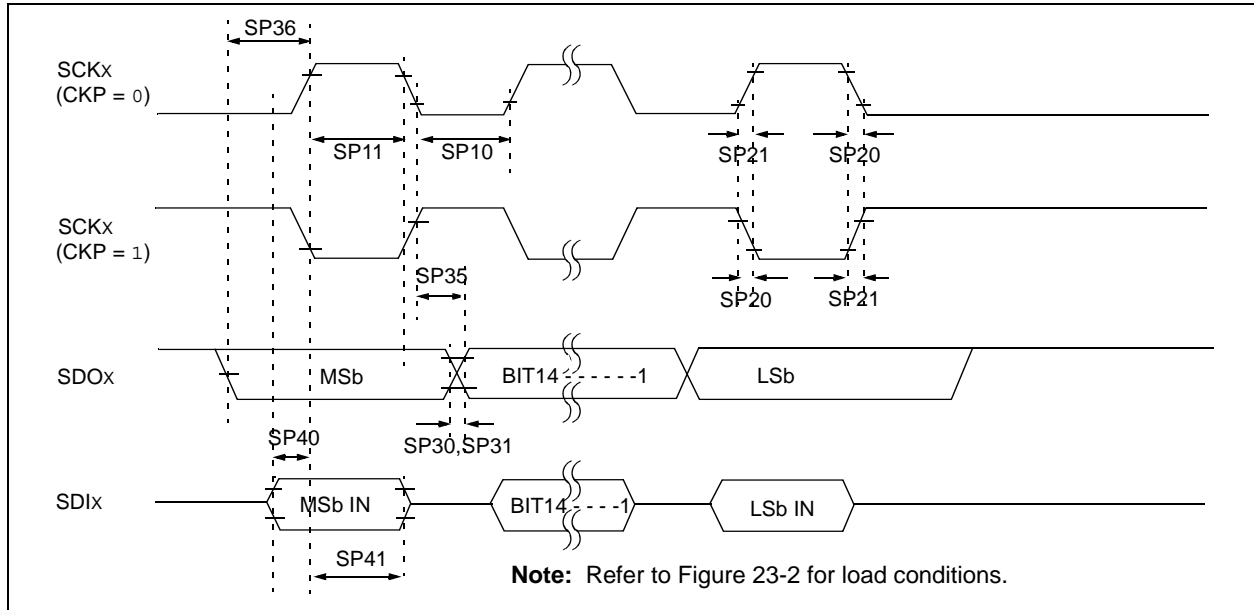 SP36
SCKX
(CKP = 0)
SP11
SP10
SP21
SP20
SCKX
(CKP = 1)
SP35
SP20
SP21
SDOX
MSb
BIT14 - - - - - -1
LSb
SP40
SP30,SP31
SDIX
MSb IN
BIT14 - - - -1
LSb IN
SP41
Note: Refer to Figure 23-2 for load conditions.